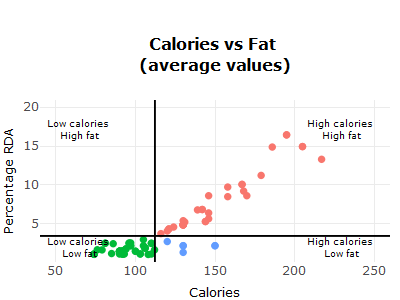 Calories vs Fat
(average values)
20
15
10
5
Percentage RDA
Low calories
High fat
High calories
High fat
Low calories
Low fat
High calories
Low fat
50
100
150
200
250
Calories